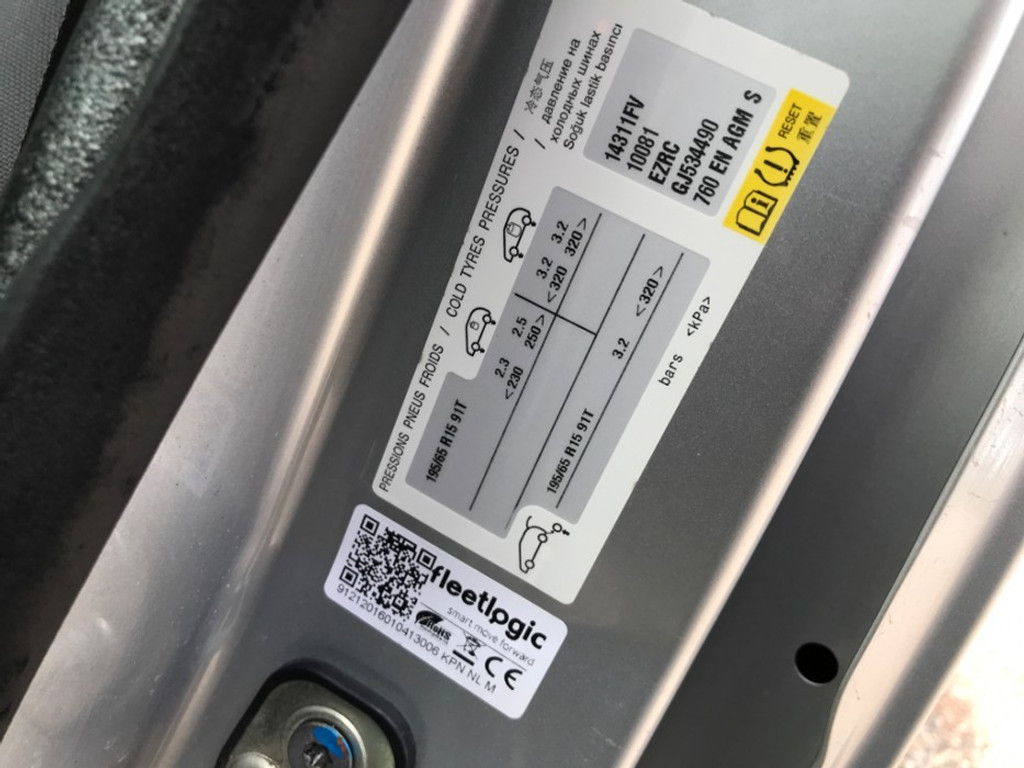 PRESSIONS PNEUS FROIDS / COLD TYRES PRESSURES / 冷态气压
/ давление на
холодных шинах
Soğuk lastik basıncı
14311FV
10081
EZRC
GJ534490
760 EN AGM S
RESET
重置
195/65 R15 91T
2.3 2.5
<230 250>
3.2 3.2
<320 320>
195/65 R15 91T
3.2 <320>
bars <kPa>
fleetlogic
smart move forward
RoHS
CE
91212016010413006 KPN NL M